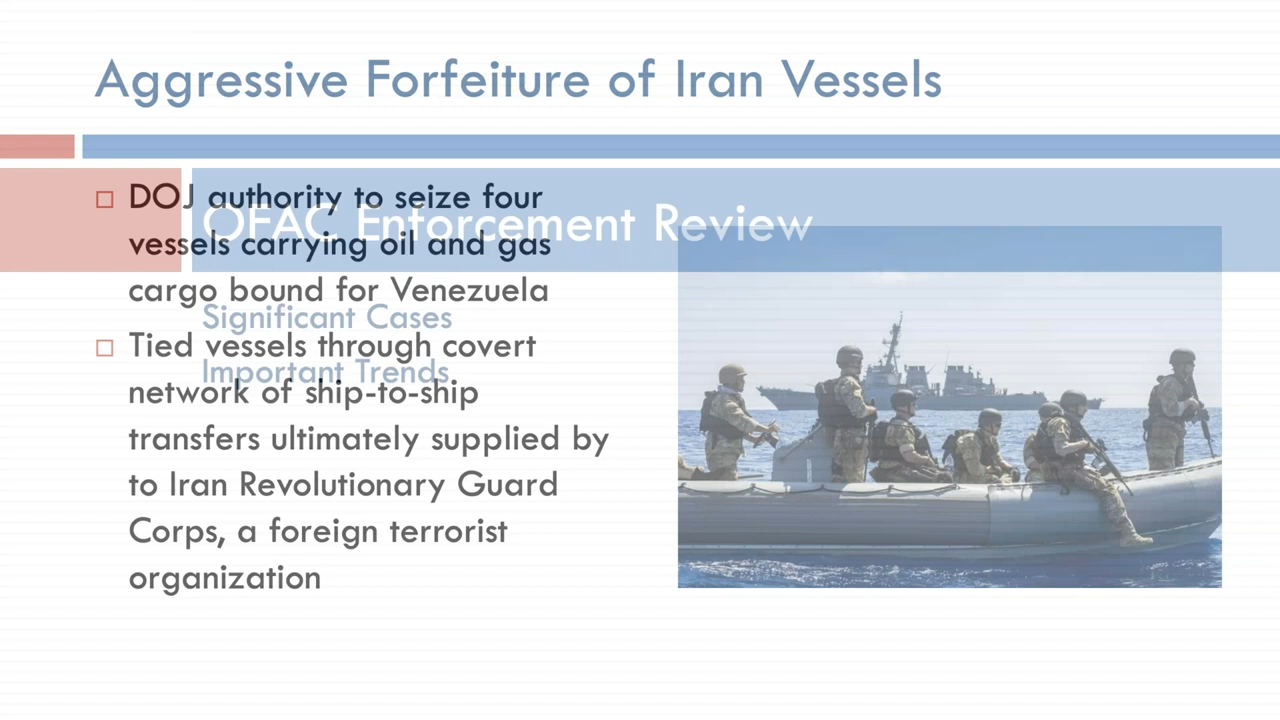 Aggressive Forfeiture of Iran Vessels
OFAC Enforcement Review
Significant Cases
Important Trends
DOJ authority to seize four
vessels carrying oil and gas
cargo bound for Venezuela
Tied vessels through covert
network of ship-to-ship
transfers ultimately supplied by
to Iran Revolutionary Guard
Corps, a foreign terrorist
organization